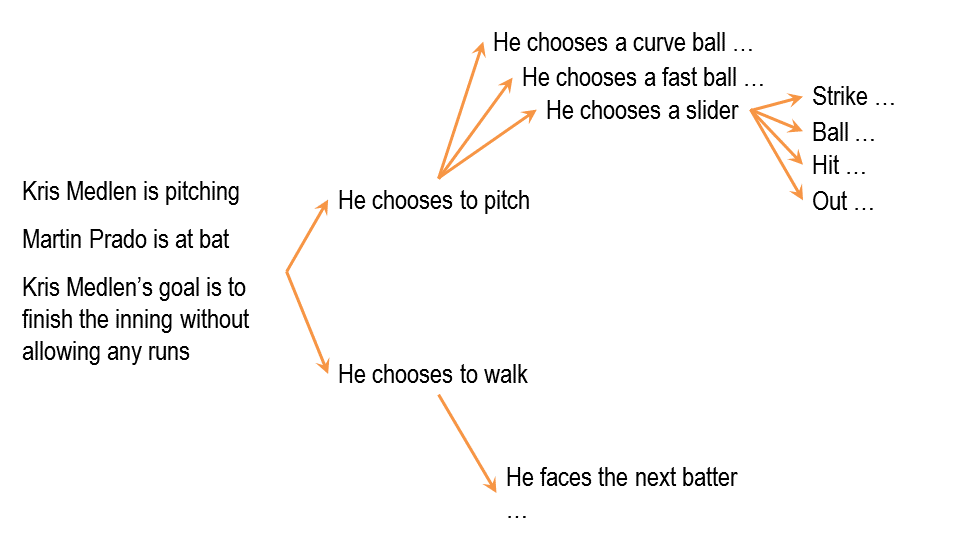 He chooses a curve ball …
He chooses a fast ball …
He chooses a slider
Strike …
Ball …
Hit …
Out …
Kris Medlen is pitching
He chooses to pitch
Martin Prado is at bat
Kris Medlen’s goal is to
finish the inning without
allowing any runs
He chooses to walk
He faces the next batter
…